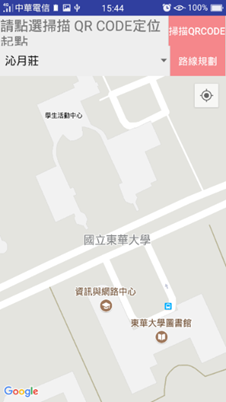 中華電信 15:44 100%
請點選掃描 QR CODE定位
起點
掃描QRCODE
沁月莊
路線規劃
學生活動中心
國立東華大學
資訊與網路中心
東華大學圖書館
Google